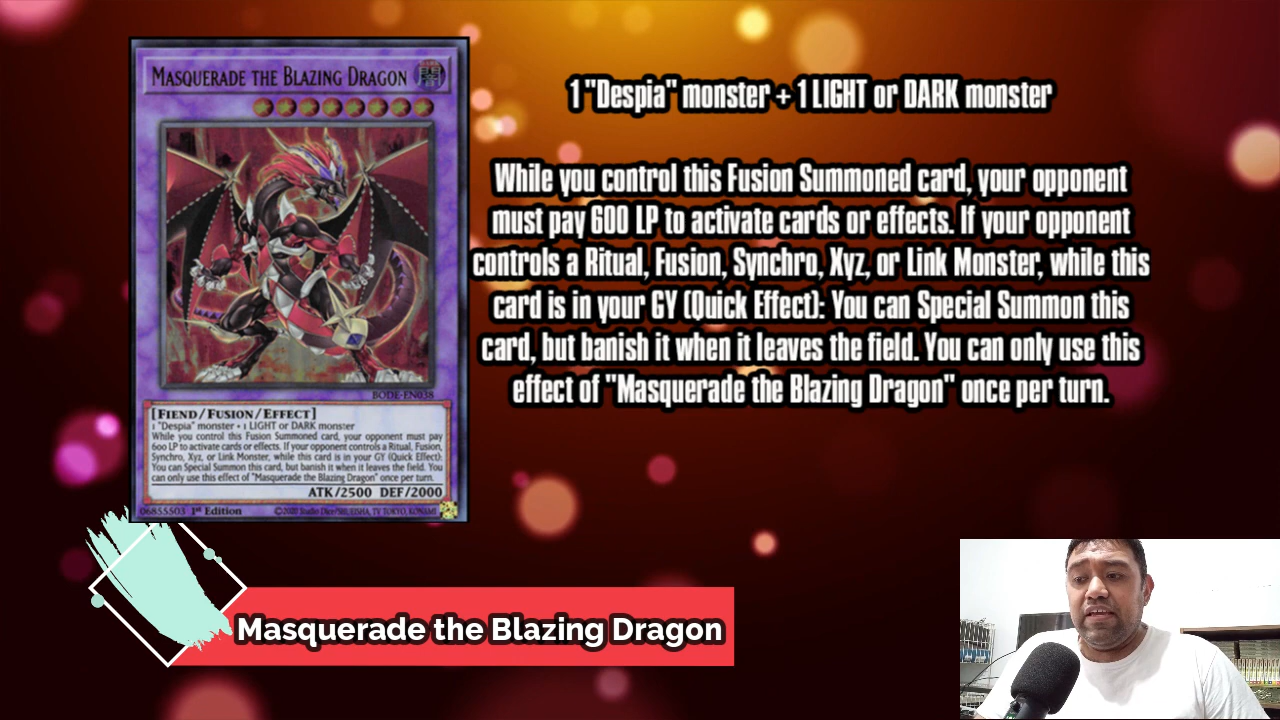 MASQUERADE THE BLAZING DRAGON
闇
BODE-EN038
[FIEND/FUSION/EFFECT]
1 "Despia" monster + 1 LIGHT or DARK monster
While you control this Fusion Summoned card, your opponent must pay
600 LP to activate cards or effects. If your opponent controls a Ritual, Fusion,
Synchro, Xyz, or Link Monster, while this card is in your GY (Quick Effect):
You can Special Summon this card, but banish it when it leaves the field. You
can only use this effect of "Masquerade the Blazing Dragon" once per turn.
ATK/2500 DEF/2000
06855503 1st Edition
1 "Despia" monster + 1 LIGHT or DARK monster
While you control this Fusion Summoned card, your opponent
must pay 600 LP to activate cards or effects. If your opponent
controls a Ritual, Fusion, Synchro, Xyz, or Link Monster, while this
card is in your GY (Quick Effect): You can Special Summon this
card, but banish it when it leaves the field. You can only use this
effect of "Masquerade the Blazing Dragon" once per turn.
Masquerade the Blazing Dragon